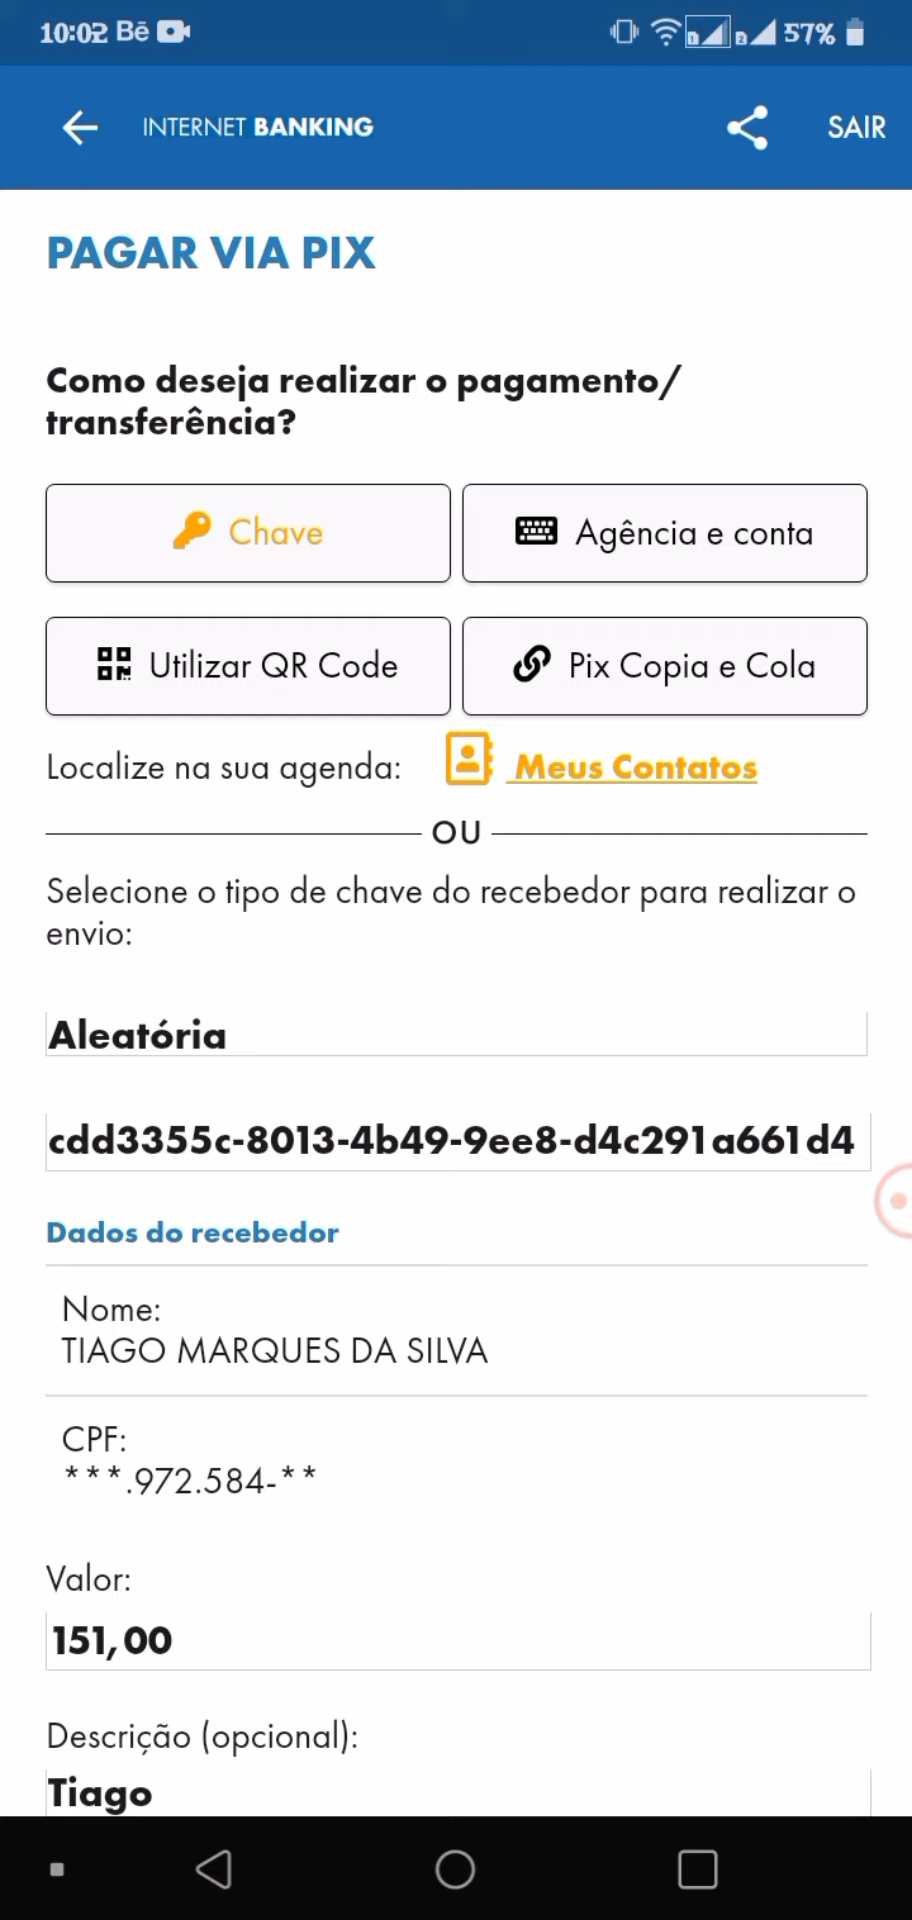 10:02 Bē 57%
INTERNET BANKING SAIR
PAGAR VIA PIX
Como deseja realizar o pagamento/
transferência?
Chave Agência e conta
Utilizar QR Code Pix Copia e Cola
Localize na sua agenda: Meus Contatos
OU
Selecione o tipo de chave do recebedor para realizar o
envio:
Aleatória
cdd3355c-8013-4b49-9ee8-d4c291a661d4
Dados do recebedor
Nome:
TIAGO MARQUES DA SILVA
CPF:
***.972.584-**
Valor:
151,00
Descrição (opcional):
Tiago